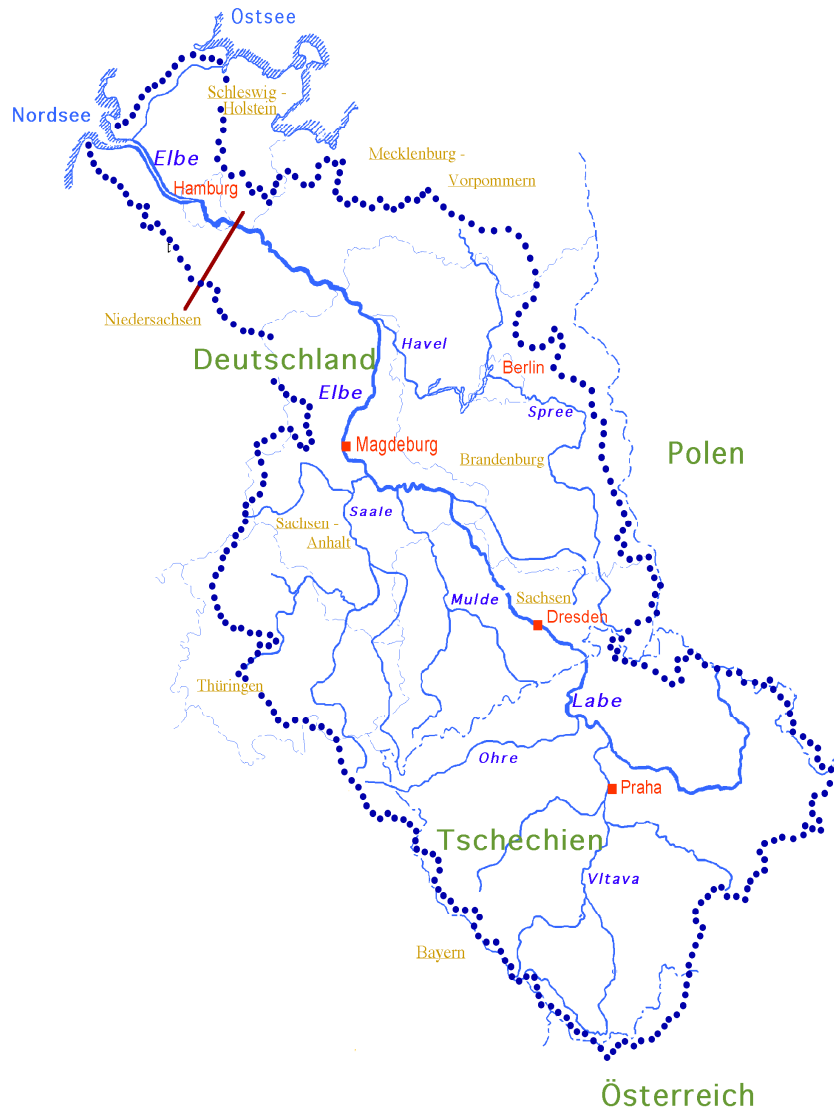 Ostsee
Schleswig -
Holstein
Nordsee
Elbe
Mecklenburg -
Vorpommern
Hamburg
Niedersachsen
Deutschland
Havel
Berlin
Elbe
Spree
Magdeburg
Brandenburg
Polen
Saale
Sachsen -
Anhalt
Mulde
Sachsen
Dresden
Thüringen
Labe
Ohre
Praha
Tschechien
Vltava
Bayern
Österreich